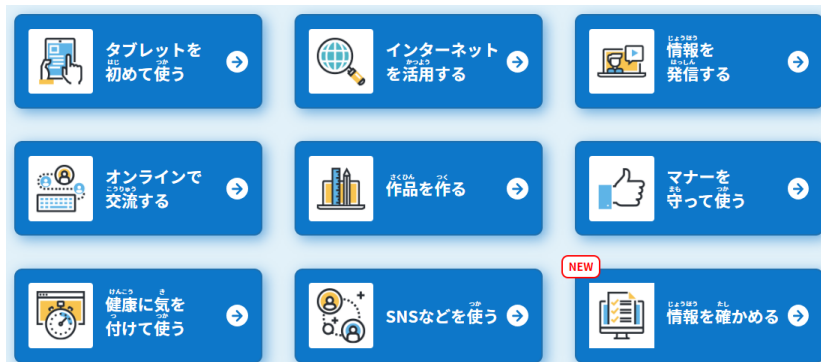 タブレットを
初めて使う
インターネット
を活用する
情報を
発信する
オンラインで
交流する
作品を作る
マナーを
守って使う
健康に気を
付けて使う
SNSなどを使う
NEW
情報を確かめる